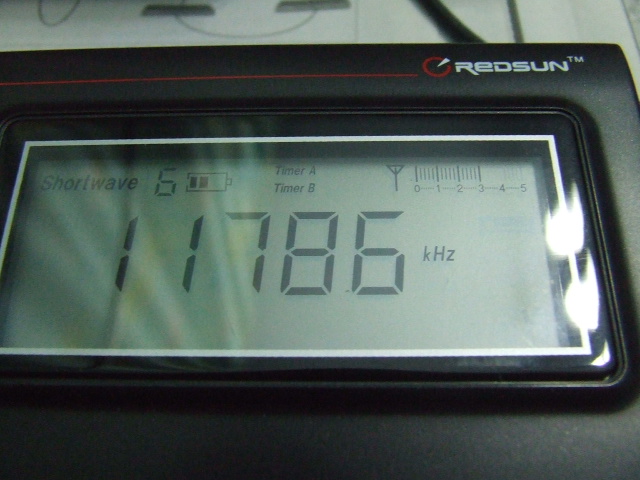 REDSUN™
Shortwave 6
Timer A
Timer B
0 1 2 3 4 5
11786 kHz